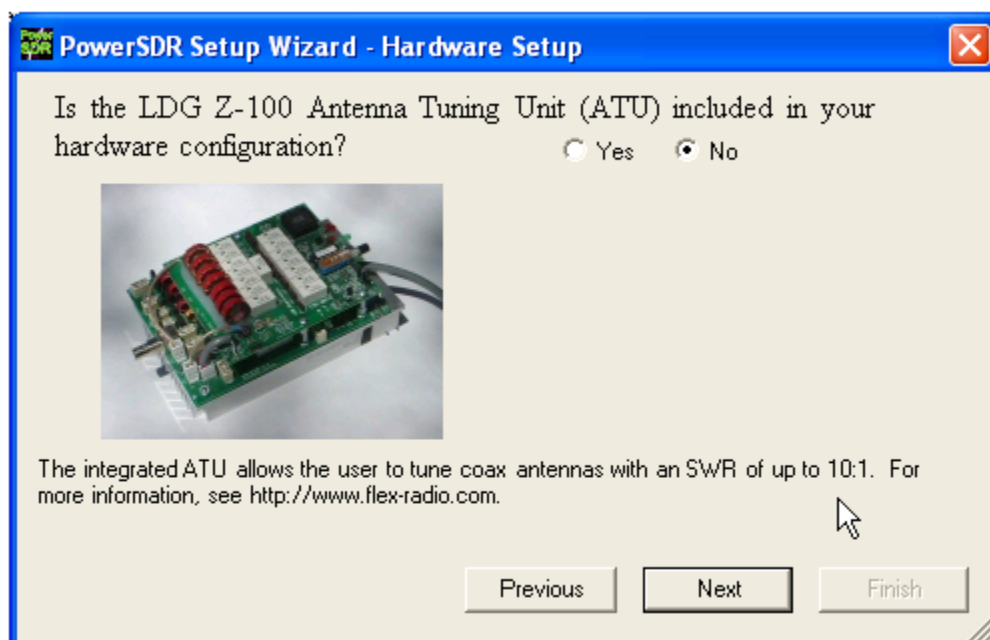 Power SDR
PowerSDR Setup Wizard - Hardware Setup
Is the LDG Z-100 Antenna Tuning Unit (ATU) included in your
hardware configuration?
Yes
No
The integrated ATU allows the user to tune coax antennas with an SWR of up to 10:1. For
more information, see http://www.flex-radio.com.
Previous
Next
Finish